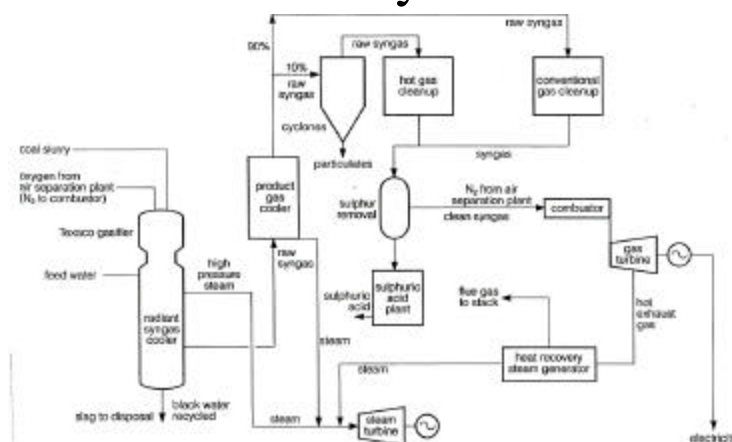 raw syngas
90%
10%
raw
syngas
raw syngas
hot gas
cleanup
conventional
gas cleanup
cyclones
particulates
syngas
coal slurry
oxygen from
air separation plant
(N₂ to combustor)
product
gas
cooler
sulphur
removal
N₂ from air
separation plant
clean syngas
combustor
Texaco gasifier
gas
turbine
feed water
high
pressure
steam
raw
syngas
sulphuric
acid
sulphuric
acid
plant
flue gas
to stack
hot
exhaust
gas
radiant
syngas
cooler
steam
steam
heat recovery
steam generator
slag to disposal
black water
recycled
steam
steam
turbine